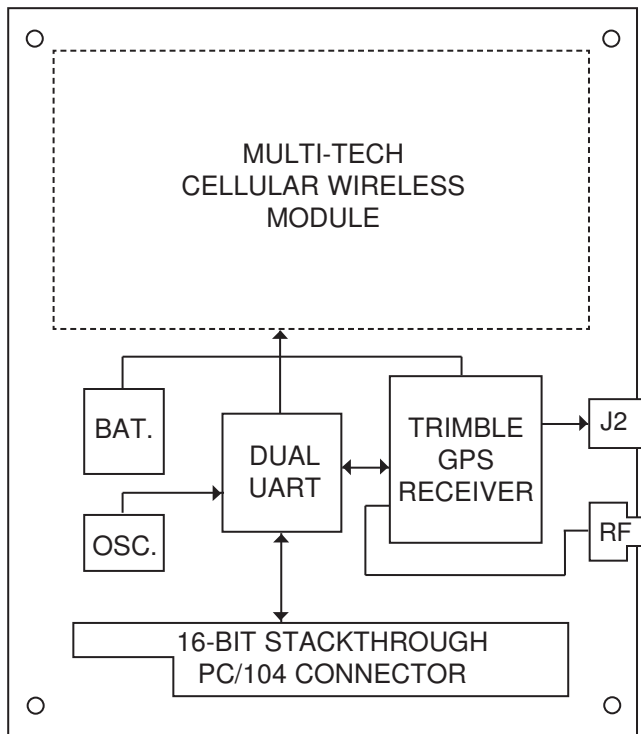 MULTI-TECH
CELLULAR WIRELESS
MODULE
BAT.
DUAL
UART
TRIMBLE
GPS
RECEIVER
J2
OSC.
RF
16-BIT STACKTHROUGH
PC/104 CONNECTOR